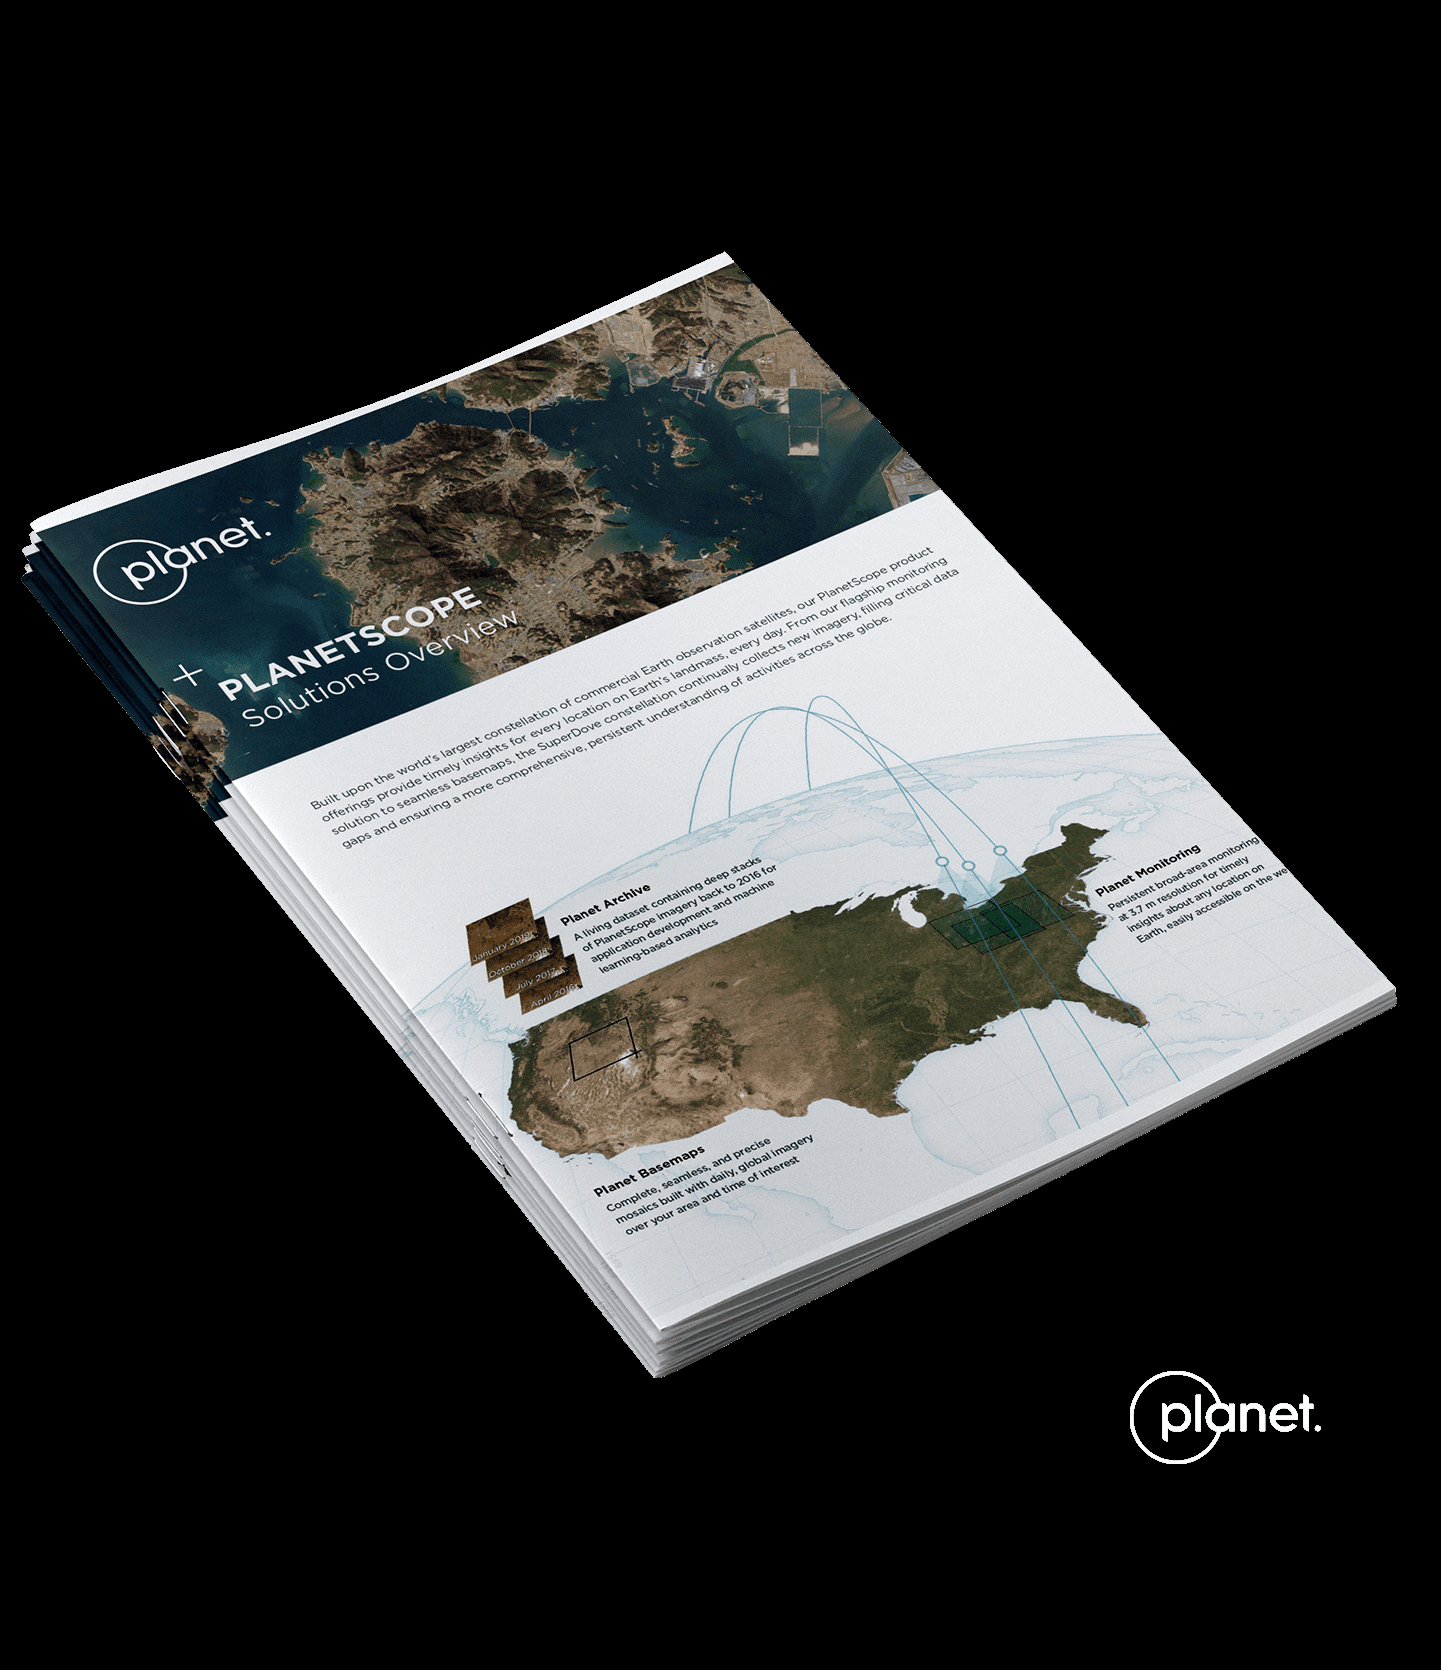 planet.
PLANETSCOPE
Solutions Overview
Built upon the world's largest constellation of commercial Earth observation satellites, our PlanetScope product
offerings provide timely insights for every location on Earth's landmass, every day. From our flagship monitoring
solution to seamless basemaps, the SuperDove constellation continually collects new imagery, filling critical data
gaps and ensuring a more comprehensive, persistent understanding of activities across the globe.
Planet Archive
A living dataset containing deep stacks
of PlanetScope imagery back to 2016 for
application development and machine
learning-based analytics
January 2019
October 2018
July 2017
April 2016
Planet Monitoring
Persistent broad-area monitoring
at 3.7 m resolution for timely
insights about any location on
Earth, easily accessible on the we
Planet Basemaps
Complete, seamless, and precise
mosaics built with daily, global imagery
over your area and time of interest
planet.